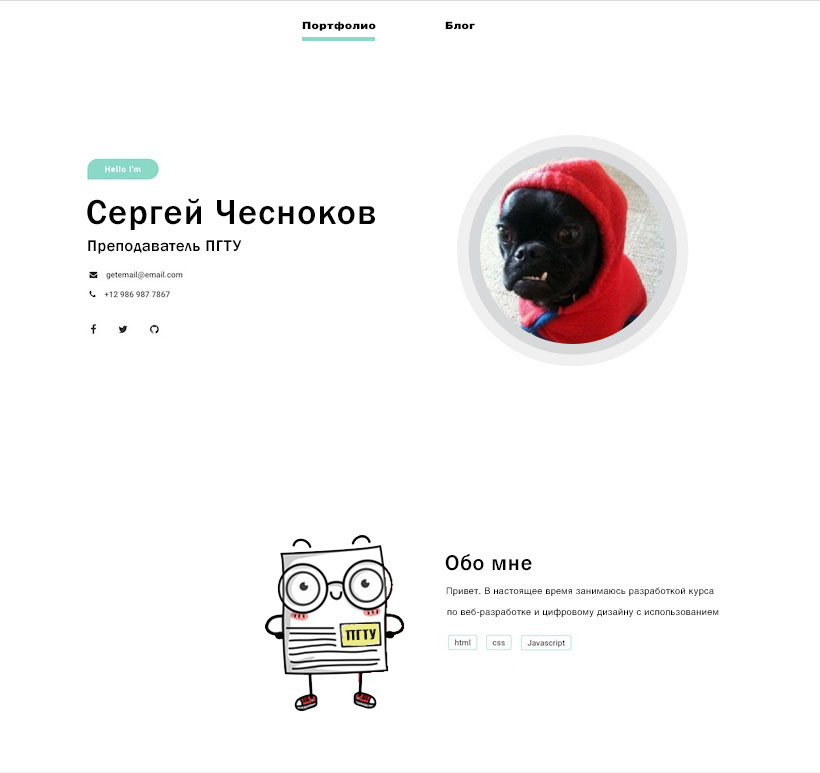 Портфолио Блог
Hello I'm
Сергей Чесноков
Преподаватель ПГТУ
getemail@email.com
+12 986 987 7867
Обо мне
Привет. В настоящее время занимаюсь разработкой курса
по веб-разработке и цифровому дизайну с использованием
ПГТУ
html css Javascript